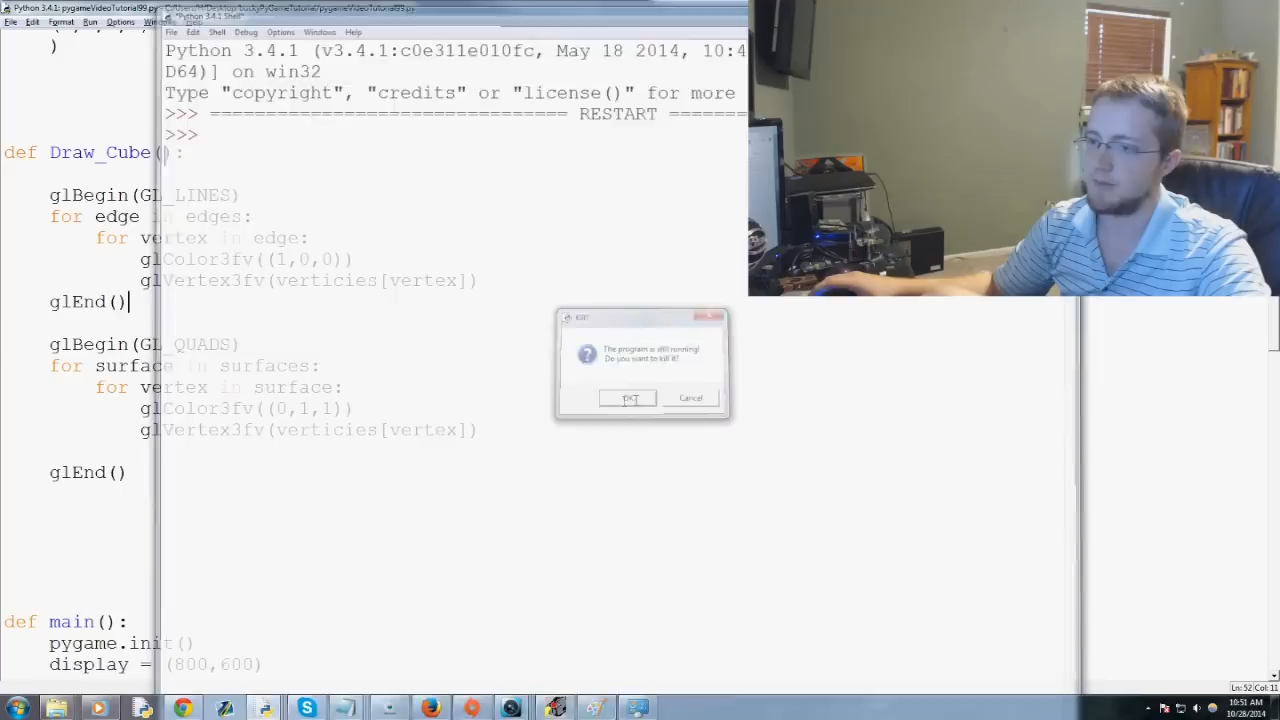 Python 3.4.1: pygameVideoTutorial99.py - C:/Users/H/Desktop/buckyPyGameTutorial/pygameVideoTutorial99.py
File Edit Format Run Options Windows Help
*Python 3.4.1 Shell*
File Edit Shell Debug Options Windows Help
Python 3.4.1 (v3.4.1:c0e311e010fc, May 18 2014, 10:4
D64)] on win32
Type "copyright", "credits" or "license()" for more
>>> ================================ RESTART ========
>>>
)
def Draw_Cube():
glBegin(GL_LINES)
for edge in edges:
for vertex in edge:
glColor3fv((1,0,0))
glVertex3fv(verticies[vertex])
glEnd()
glBegin(GL_QUADS)
for surface in surfaces:
for vertex in surface:
glColor3fv((0,1,1))
glVertex3fv(verticies[vertex])
glEnd()
def main():
pygame.init()
display = (800,600)
Kill?
The program is still running!
Do you want to kill it?
OK Cancel
Ln: 52 Col: 11
10:51 AM
10/28/2014